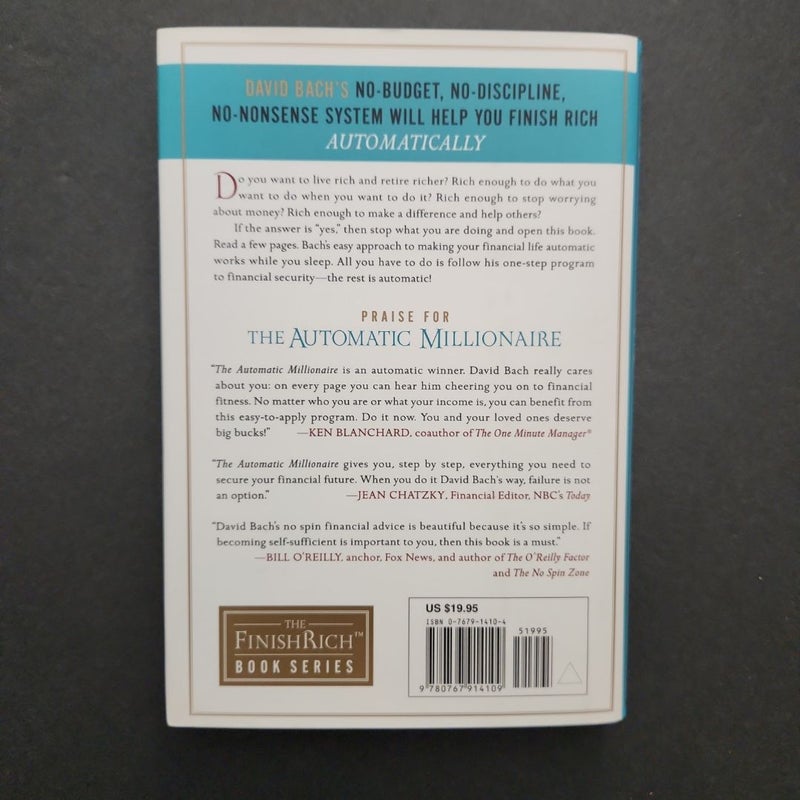 DAVID BACH'S NO-BUDGET, NO-DISCIPLINE,
NO-NONSENSE SYSTEM WILL HELP YOU FINISH RICH
AUTOMATICALLY
Do you want to live rich and retire richer? Rich enough to do what you
want to do when you want to do it? Rich enough to stop worrying
about money? Rich enough to make a difference and help others?
If the answer is "yes," then stop what you are doing and open this book.
Read a few pages. Bach's easy approach to making your financial life automatic
works while you sleep. All you have to do is follow his one-step program
to financial security—the rest is automatic!
PRAISE FOR
THE AUTOMATIC MILLIONAIRE
"The Automatic Millionaire is an automatic winner. David Bach really cares
about you: on every page you can hear him cheering you on to financial
fitness. No matter who you are or what your income is, you can benefit from
this easy-to-apply program. Do it now. You and your loved ones deserve
big bucks!" —KEN BLANCHARD, coauthor of The One Minute Manager®
"The Automatic Millionaire gives you, step by step, everything you need to
secure your financial future. When you do it David Bach's way, failure is not
an option." —JEAN CHATZKY, Financial Editor, NBC's Today
"David Bach's no spin financial advice is beautiful because it's so simple. If
becoming self-sufficient is important to you, then this book is a must."
—BILL O'REILLY, anchor, Fox News, and author of The O'Reilly Factor
and The No Spin Zone
THE
FINISHRICH™
BOOK SERIES
US $19.95
ISBN 0-7679-1410-4
51995
9 780767 914109